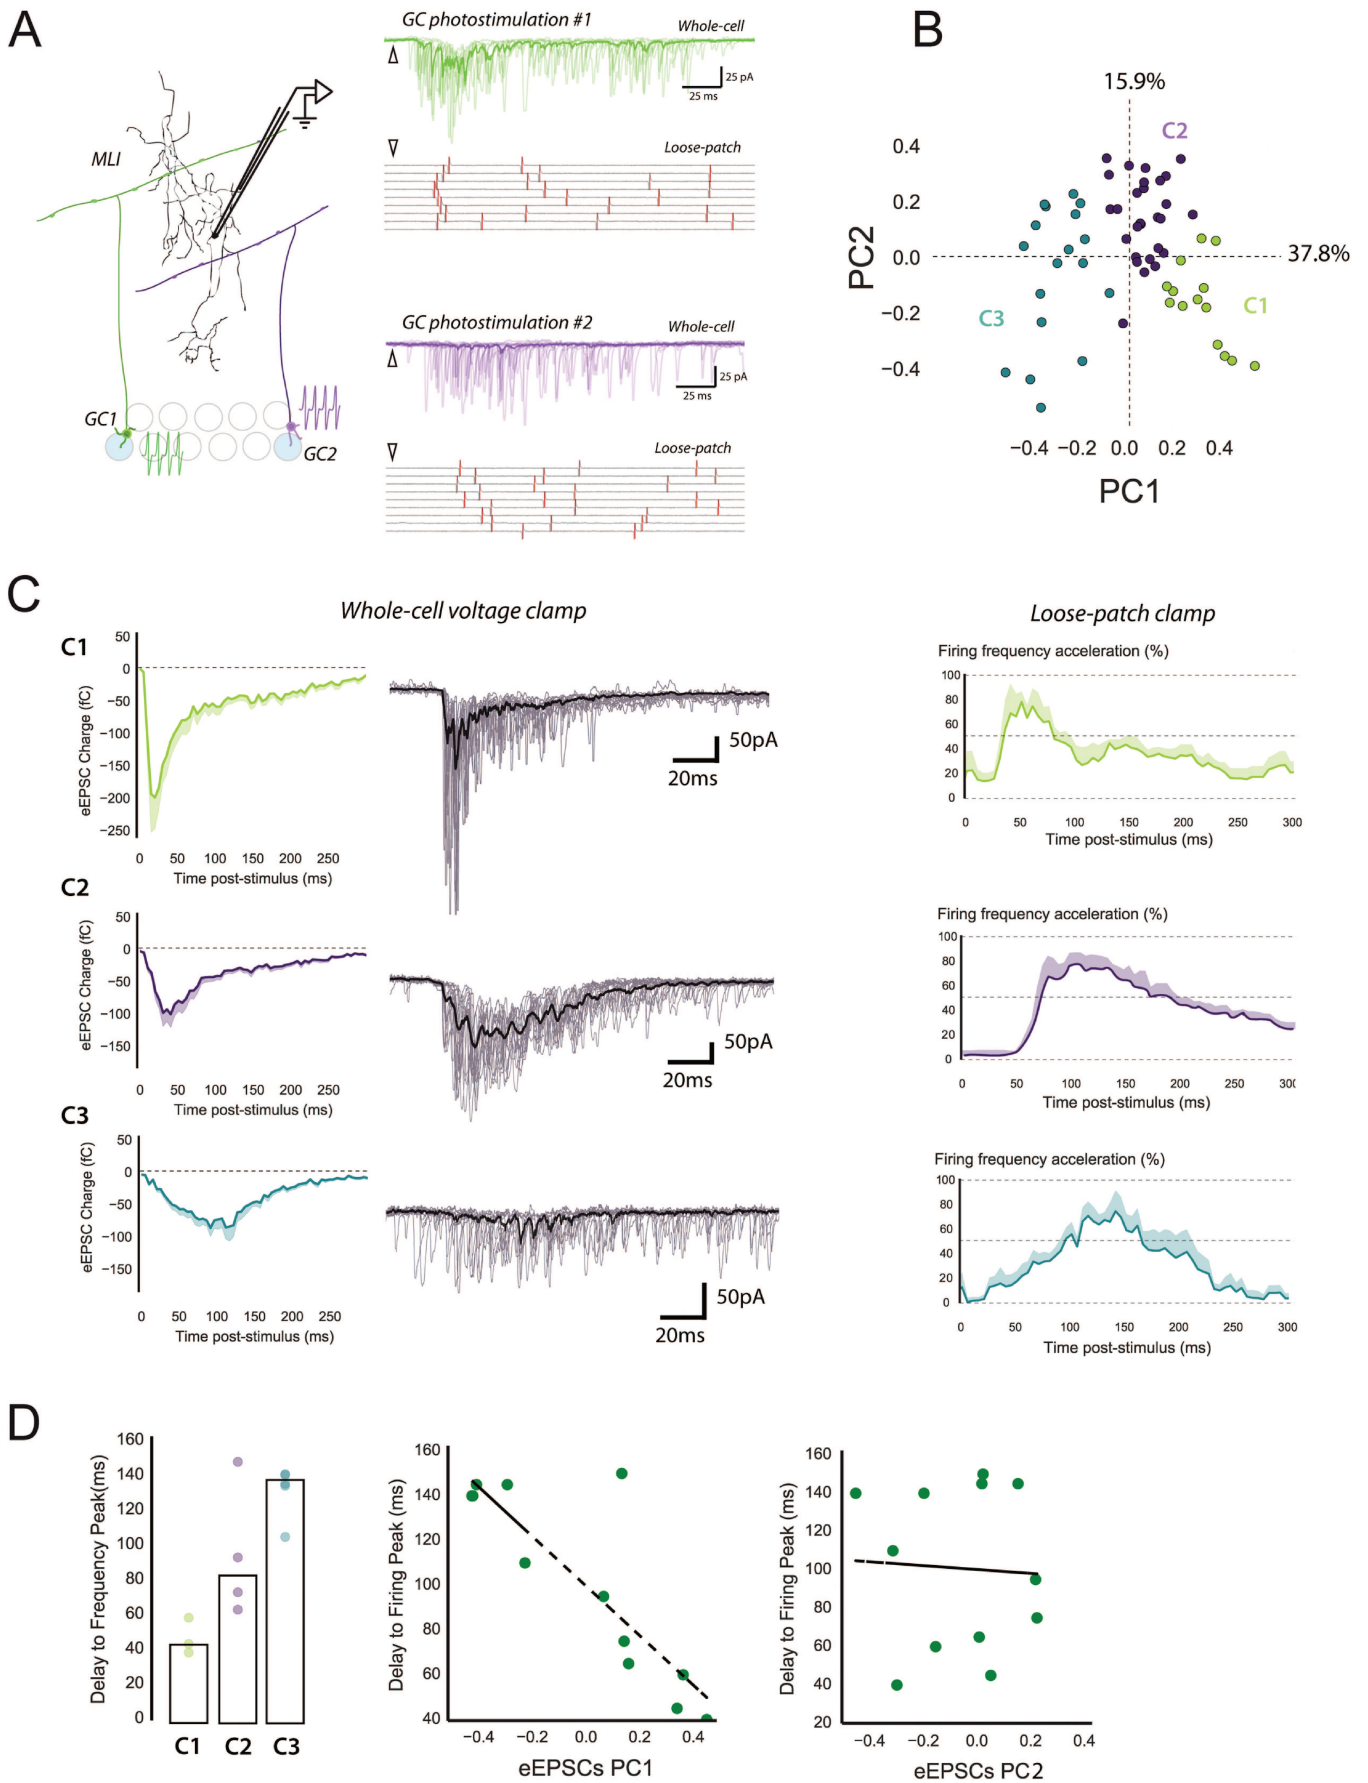 A
GC photostimulation #1
Whole-cell
25 pA
25 ms
Loose-patch
MLI
GC1
GC2
GC photostimulation #2
Whole-cell
25 pA
25 ms
Loose-patch
B
15.9%
C2
0.4
0.2
0.0
−0.2
−0.4
PC2
37.8%
C3
C1
−0.4 −0.2 0.0 0.2 0.4
PC1
C
Whole-cell voltage clamp
Loose-patch clamp
C1
eEPSC Charge (fC)
50
0
−50
−100
−150
−200
−250
0 50 100 150 200 250
Time post-stimulus (ms)
50pA
20ms
Firing frequency acceleration (%)
100
80
60
40
20
0
0 50 100 150 200 250 300
Time post-stimulus (ms)
C2
eEPSC Charge (fC)
50
0
−50
−100
−150
0 50 100 150 200 250
Time post-stimulus (ms)
50pA
20ms
Firing frequency acceleration (%)
100
80
60
40
20
0
0 50 100 150 200 250 300
Time post-stimulus (ms)
C3
eEPSC Charge (fC)
50
0
−50
−100
−150
0 50 100 150 200 250
Time post-stimulus (ms)
50pA
20ms
Firing frequency acceleration (%)
100
80
60
40
20
0
0 50 100 150 200 250 300
Time post-stimulus (ms)
D
Delay to Frequency Peak(ms)
160
140
120
100
80
60
40
20
0
C1 C2 C3
Delay to Firing Peak (ms)
160
140
120
100
80
60
40
−0.4 −0.2 0.0 0.2 0.4
eEPSCs PC1
Delay to Firing Peak (ms)
160
140
120
100
80
60
40
20
−0.4 −0.2 0.0 0.2 0.4
eEPSCs PC2